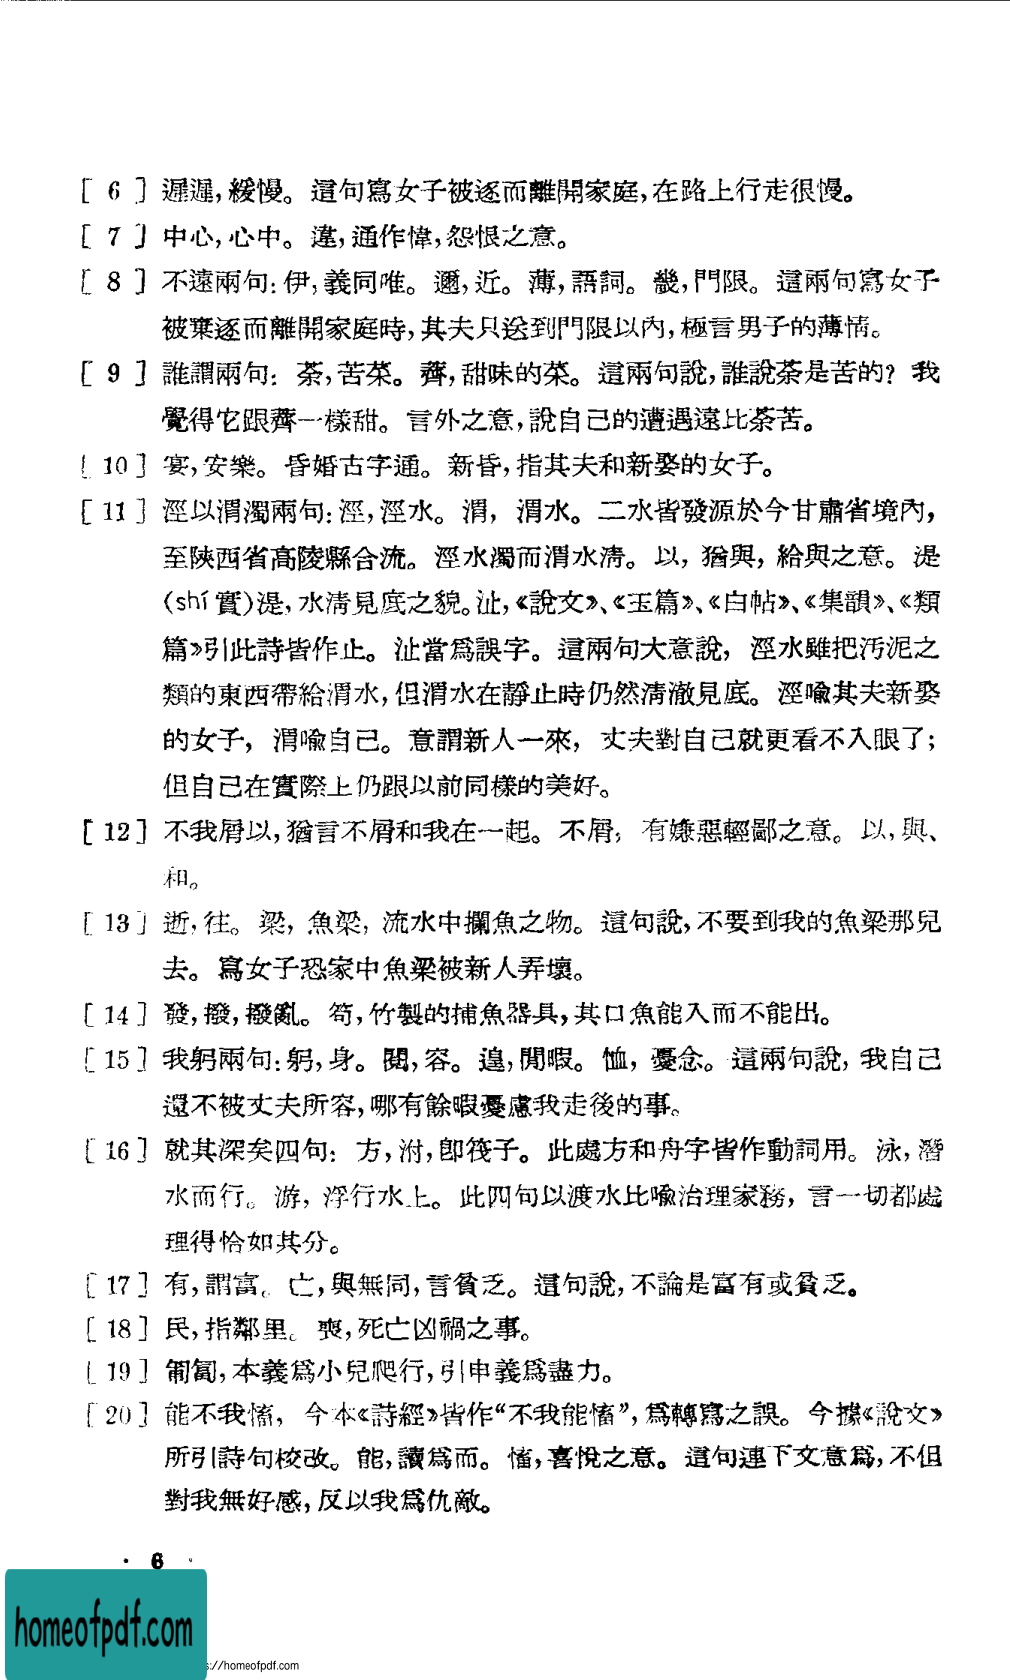 [ 6 ] 遲遲,緩慢。這句寫女子被逐而離開家庭,在路上行走很慢。
[ 7 ] 中心,心中。違,通作愇,怨恨之意。
[ 8 ] 不遠兩句:伊,義同唯。邇,近。薄,語詞。畿,門限。這兩句寫女子
被棄逐而離開家庭時,其夫只送到門限以內,極言男子的薄情。
[ 9 ] 誰謂兩句: 荼,苦菜。薺,甜味的菜。這兩句說,誰說荼是苦的? 我
覺得它跟薺一樣甜。言外之意,說自己的遭遇遠比荼苦。
[ 10 ] 宴,安樂。昏婚古字通。新昏,指其夫和新娶的女子。
[ 11 ] 涇以渭濁兩句:涇,涇水。渭, 渭水。二水皆發源於今甘肅省境內,
至陝西省高陵縣合流。涇水濁而渭水清。以,猶與,給與之意。湜
(shí 實)湜,水清見底之貌。沚,《說文》、《玉篇》、《白帖》、《集韻》、《類
篇》引此詩皆作止。沚當爲誤字。這兩句大意說, 涇水雖把汚泥之
類的東西帶給渭水,但渭水在靜止時仍然清澈見底。涇喩其夫新娶
的女子, 渭喩自己。意謂新人一來, 丈夫對自己就更看不入眼了;
但自己在實際上仍跟以前同樣的美好。
[ 12 ] 不我屑以,猶言不屑和我在一起。不屑, 有嫌惡輕鄙之意。以,與、
和。
[ 13 ] 逝,往。梁, 魚梁, 流水中攔魚之物。這句說,不要到我的魚梁那兒
去。寫女子恐家中魚梁被新人弄壞。
[ 14 ] 發,撥,撥亂。笱,竹製的捕魚器具,其口魚能入而不能出。
[ 15 ] 我躬兩句:躬,身。閱,容。遑,閒暇。恤, 憂念。這兩句說, 我自己
還不被丈夫所容,哪有餘暇憂慮我走後的事。
[ 16 ] 就其深矣四句: 方,泭,卽筏子。此處方和舟字皆作動詞用。泳,潛
水而行。游, 浮行水上。此四句以渡水比喩治理家務, 言一切都處
理得恰如其分。
[ 17 ] 有,謂富。亡,與無同,言貧乏。這句說,不論是富有或貧乏。
[ 18 ] 民,指鄰里。喪,死亡凶禍之事。
[ 19 ] 匍匐,本義爲小兒爬行,引申義爲盡力。
[ 20 ] 能不我慉, 今本《詩經》皆作“不我能慉”,爲轉寫之誤。今據《說文》
所引詩句校改。能,讀爲而。慉,喜悅之意。這句連下文意爲,不但
對我無好感,反以我爲仇敵。
· 6 ·
homeofpdf.com
s://homeofpdf.com